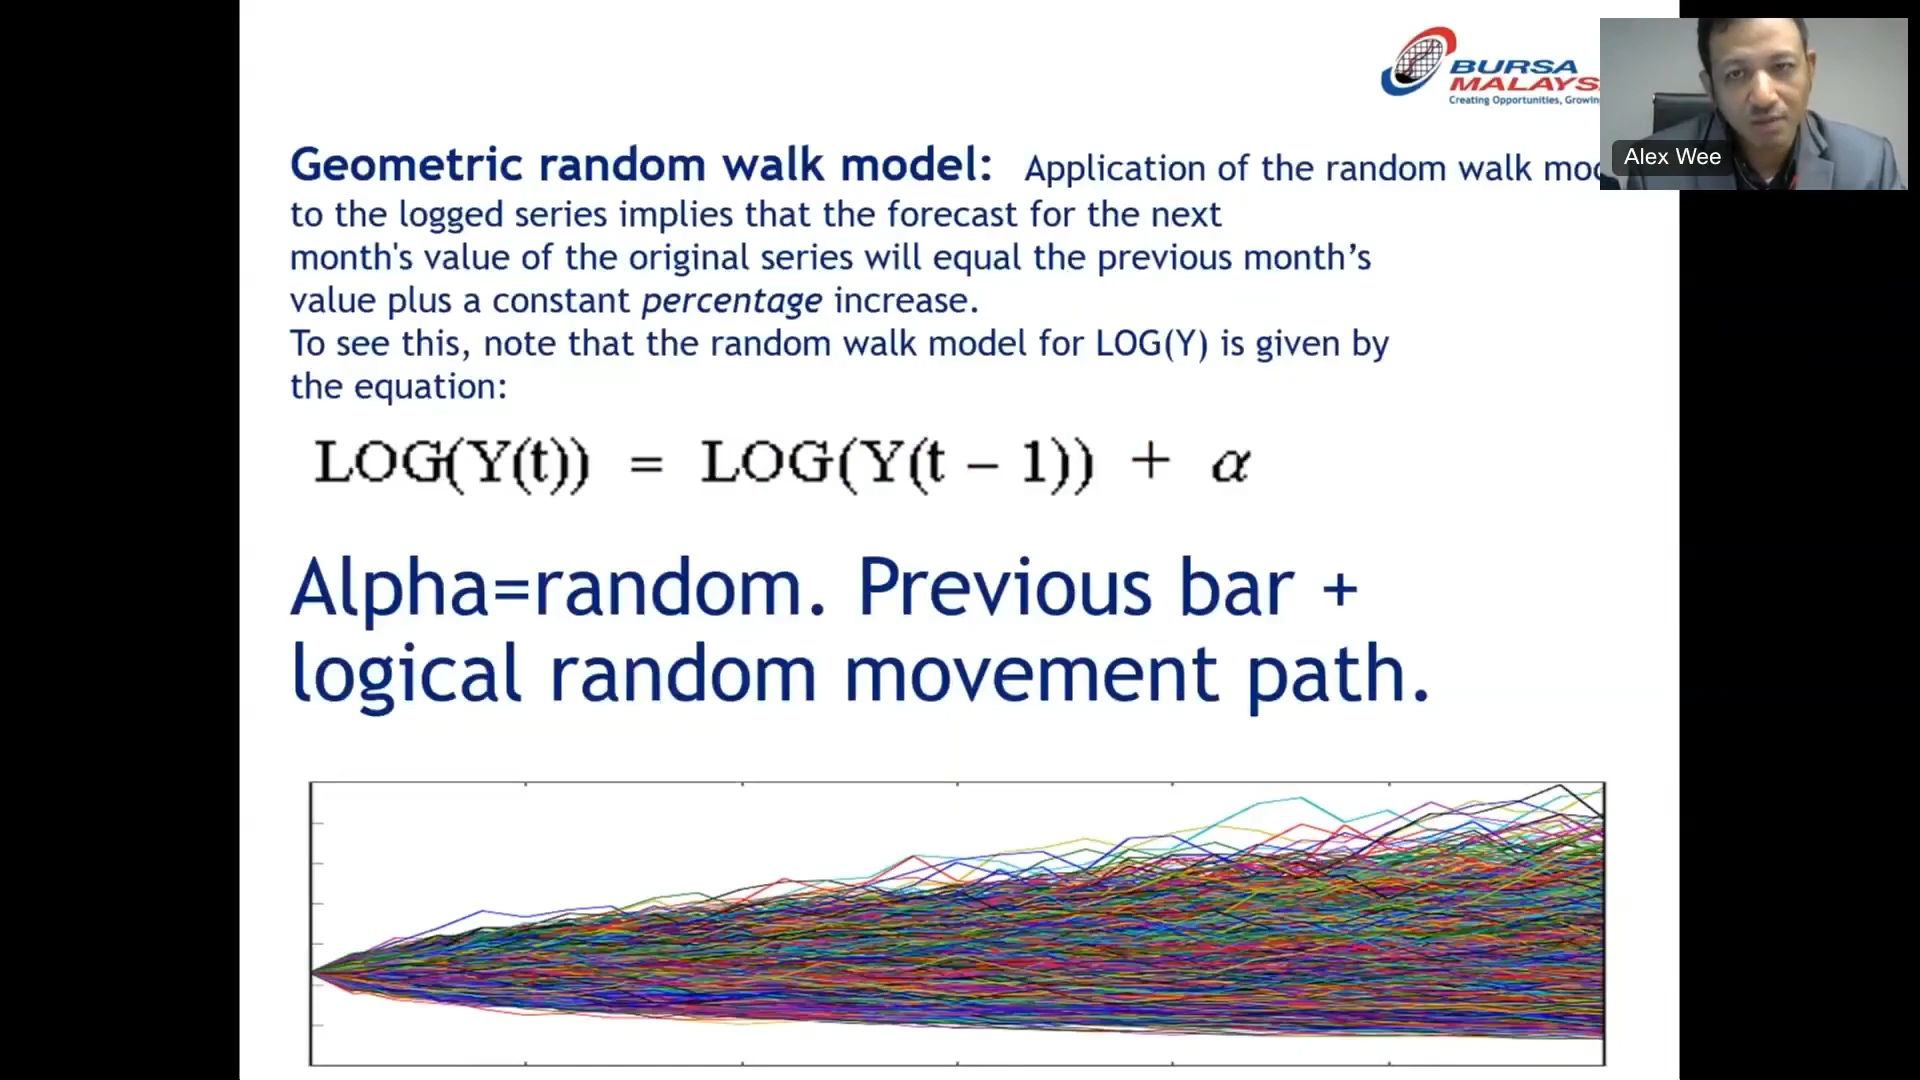 BURSA
MALAYS
Creating Opportunities, Growin
Alex Wee
Geometric random walk model: Application of the random walk mo
to the logged series implies that the forecast for the next
month's value of the original series will equal the previous month’s
value plus a constant percentage increase.
To see this, note that the random walk model for LOG(Y) is given by
the equation:
LOG(Y(t)) = LOG(Y(t – 1)) + α
Alpha=random. Previous bar +
logical random movement path.